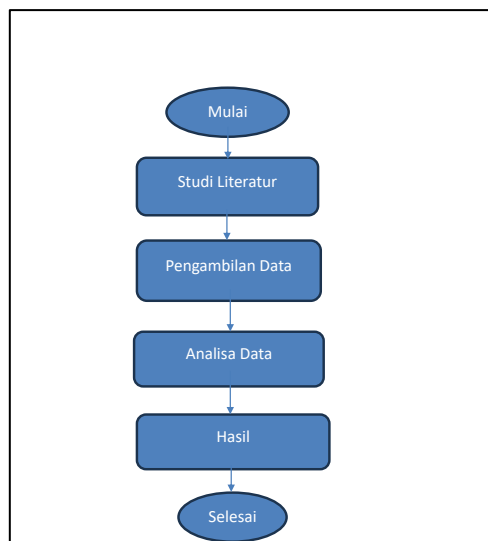 Mulai
Studi Literatur
Pengambilan Data
Analisa Data
Hasil
Selesai